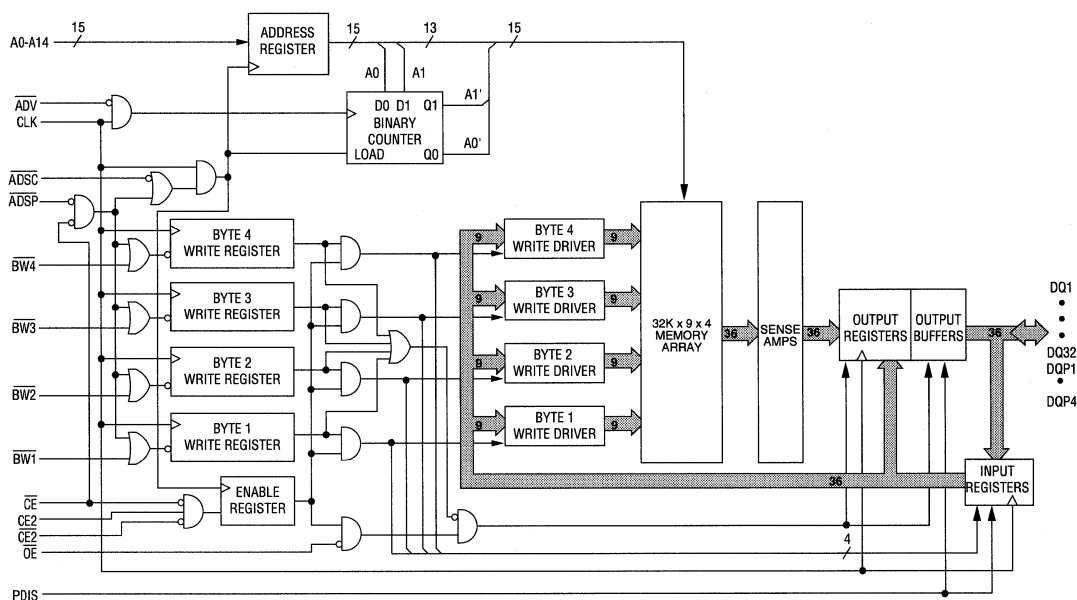 A0-A14
15
ADDRESS
REGISTER
15
13
15
A0
A1
A1'
A0'
ADV
CLK
D0 D1 Q1
BINARY
COUNTER
LOAD Q0
ADSC
ADSP
BW4
BW3
BW2
BW1
BYTE 4
WRITE REGISTER
BYTE 3
WRITE REGISTER
BYTE 2
WRITE REGISTER
BYTE 1
WRITE REGISTER
ENABLE
REGISTER
CE
CE2
CE2
OE
PDIS
9
BYTE 4
WRITE DRIVER
9
9
BYTE 3
WRITE DRIVER
9
9
BYTE 2
WRITE DRIVER
9
9
BYTE 1
WRITE DRIVER
9
32K x 9 x 4
MEMORY
ARRAY
36
SENSE
AMPS
36
OUTPUT
REGISTERS
OUTPUT
BUFFERS
36
DQ1
DQ32
DQP1
DQP4
36
INPUT
REGISTERS
4